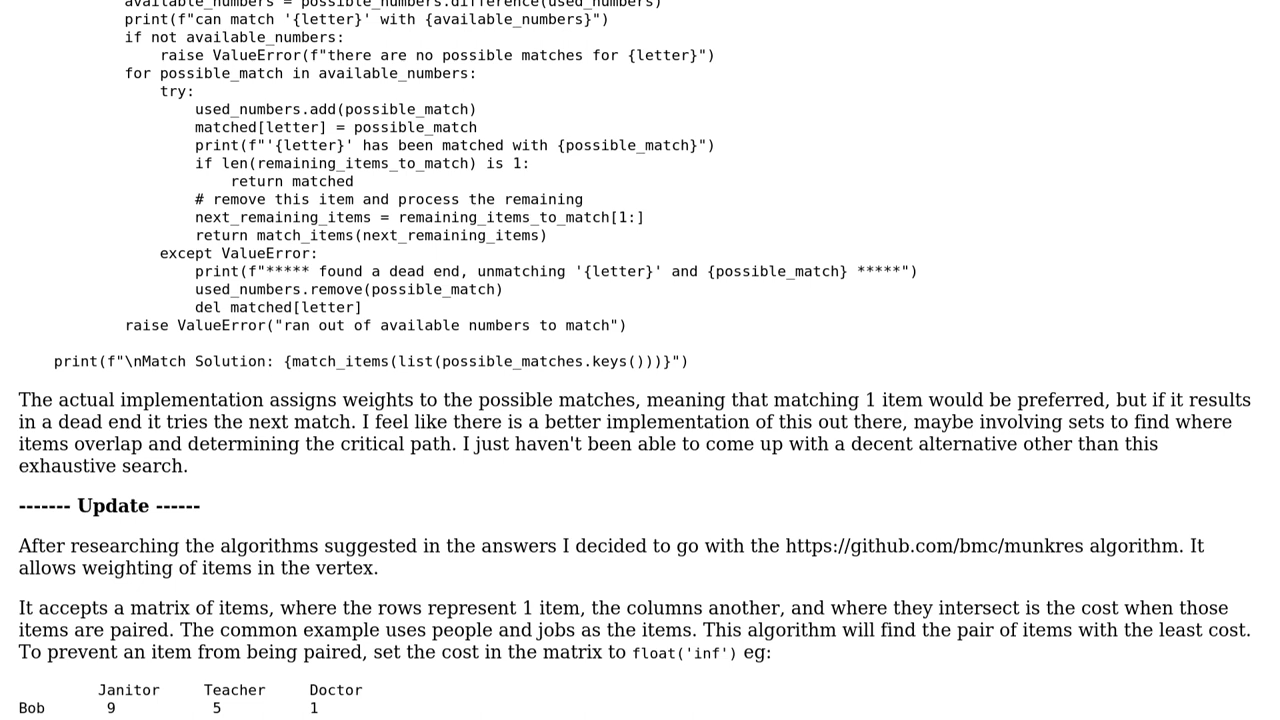 available_numbers = possible_numbers.difference(used_numbers)
print(f"can match '{letter}' with {available_numbers}")
if not available_numbers:
raise ValueError(f"there are no possible matches for {letter}")
for possible_match in available_numbers:
try:
used_numbers.add(possible_match)
matched[letter] = possible_match
print(f"'{letter}' has been matched with {possible_match}")
if len(remaining_items_to_match) is 1:
return matched
# remove this item and process the remaining
next_remaining_items = remaining_items_to_match[1:]
return match_items(next_remaining_items)
except ValueError:
print(f"***** found a dead end, unmatching '{letter}' and {possible_match} *****")
used_numbers.remove(possible_match)
del matched[letter]
raise ValueError("ran out of available numbers to match")
print(f"\nMatch Solution: {match_items(list(possible_matches.keys()))}")
The actual implementation assigns weights to the possible matches, meaning that matching 1 item would be preferred, but if it results
in a dead end it tries the next match. I feel like there is a better implementation of this out there, maybe involving sets to find where
items overlap and determining the critical path. I just haven't been able to come up with a decent alternative other than this
exhaustive search.
------- Update ------
After researching the algorithms suggested in the answers I decided to go with the https://github.com/bmc/munkres algorithm. It
allows weighting of items in the vertex.
It accepts a matrix of items, where the rows represent 1 item, the columns another, and where they intersect is the cost when those
items are paired. The common example uses people and jobs as the items. This algorithm will find the pair of items with the least cost.
To prevent an item from being paired, set the cost in the matrix to float('inf') eg:
Janitor Teacher Doctor
Bob 9 5 1